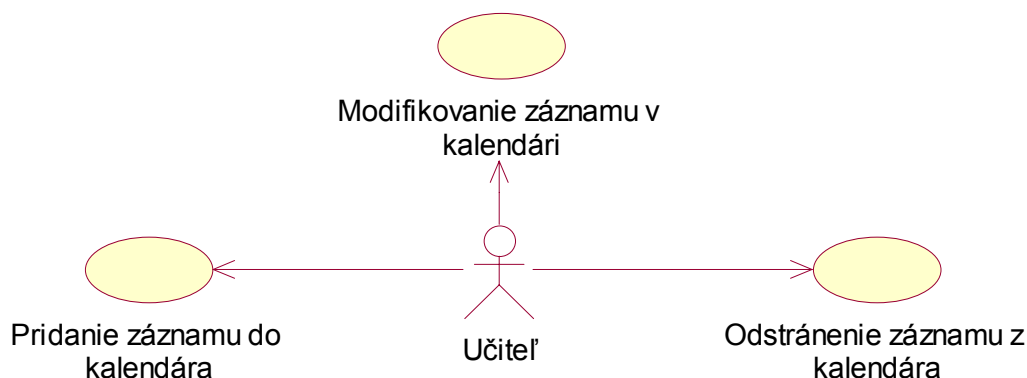 Modifikovanie záznamu v
kalendári
Pridanie záznamu do
kalendára
Učiteľ
Odstránenie záznamu z
kalendára